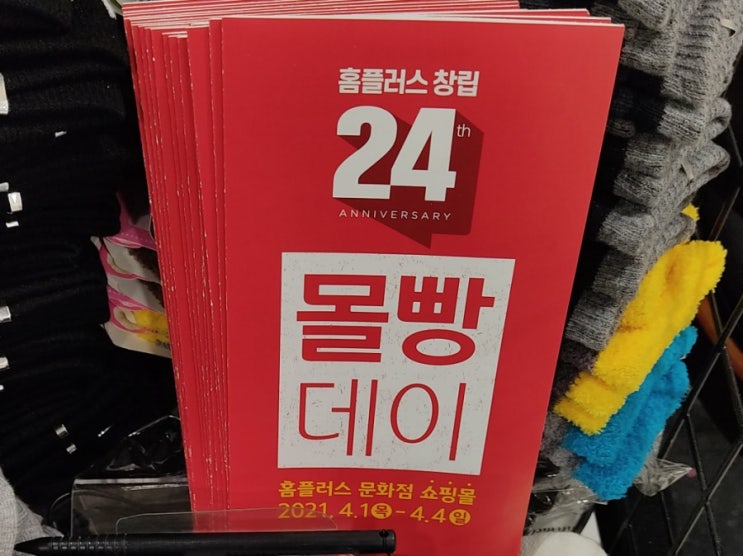 홈플러스 창립
24th
ANNIVERSARY
몰빵
데이
홈플러스 문화점 쇼핑몰
2021. 4.1목 - 4.4일